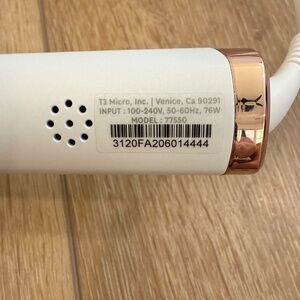 T3 Micro, Inc. | Venice, Ca 90291
INPUT : 100-240V, 50-60Hz, 76W
MODEL : 77550
3120FA206014444